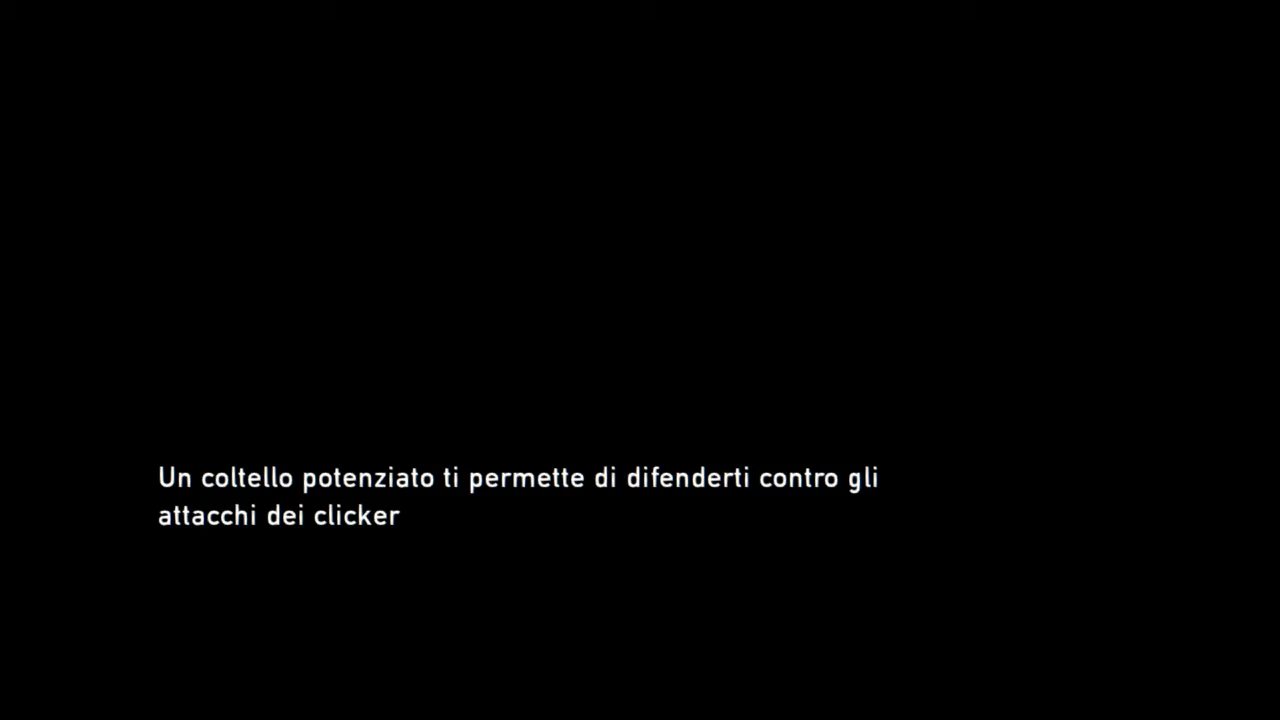 Un coltello potenziato ti permette di difenderti contro gli
attacchi dei clicker